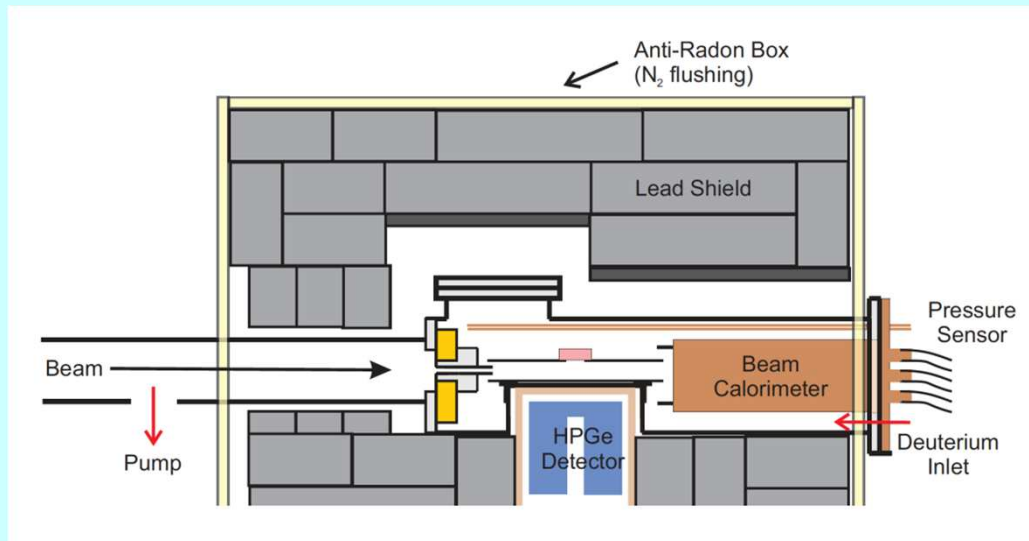 Anti-Radon Box
(N₂ flushing)
Lead Shield
Pressure
Sensor
Beam
Beam
Calorimeter
HPGe
Detector
Deuterium
Inlet
Pump